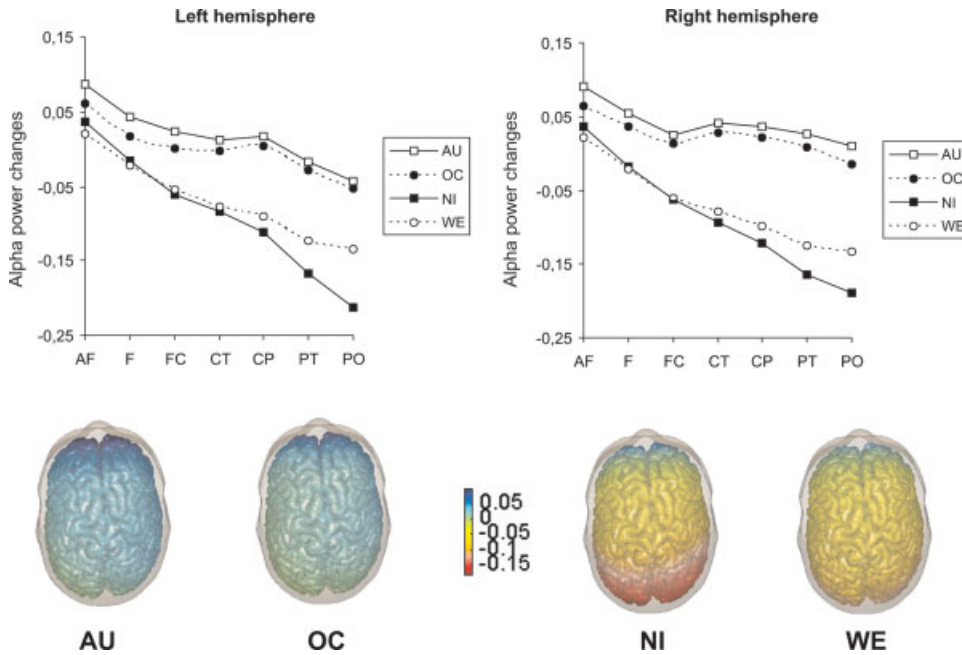 Left hemisphere
0,15
0,05
-0,05
-0,15
-0,25
Alpha power changes
AF F FC CT CP PT PO
AU
OC
NI
WE
Right hemisphere
0,15
0,05
-0,05
-0,15
-0,25
Alpha power changes
AF F FC CT CP PT PO
AU
OC
NI
WE
0.05
0
-0.05
-0.1
-0.15
AU OC NI WE